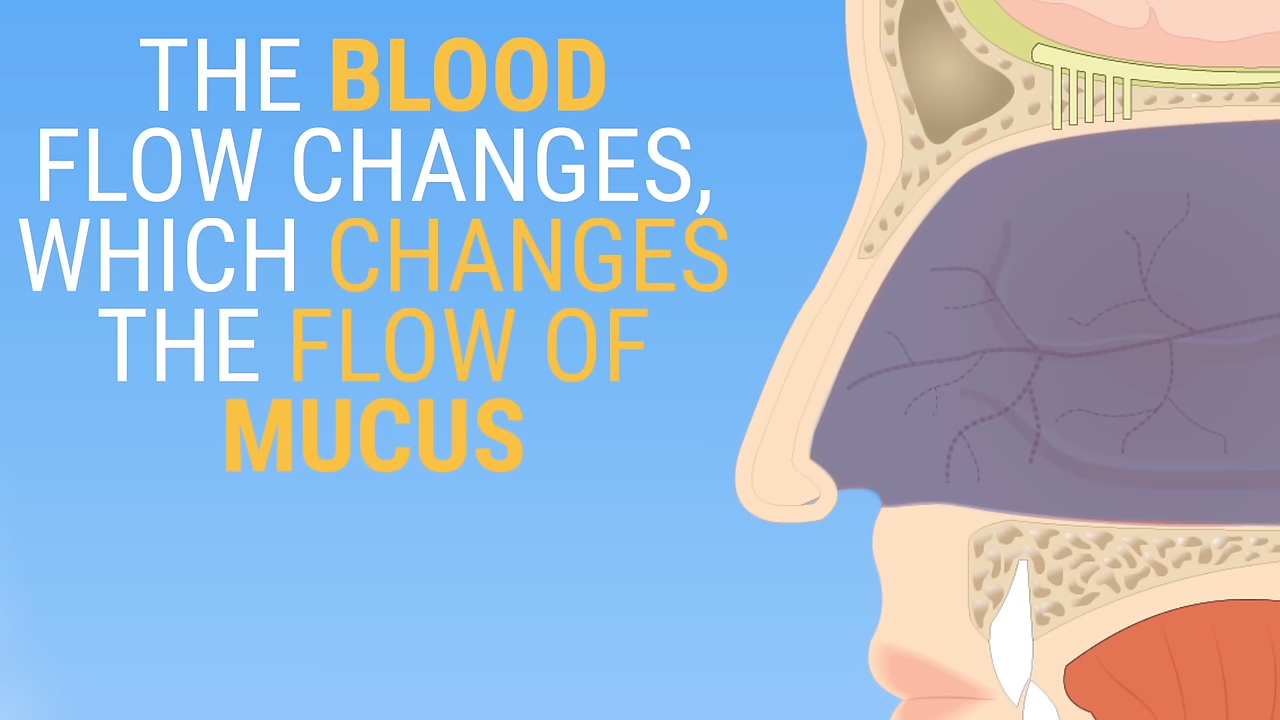 THE BLOOD
FLOW CHANGES,
WHICH CHANGES
THE FLOW OF
MUCUS